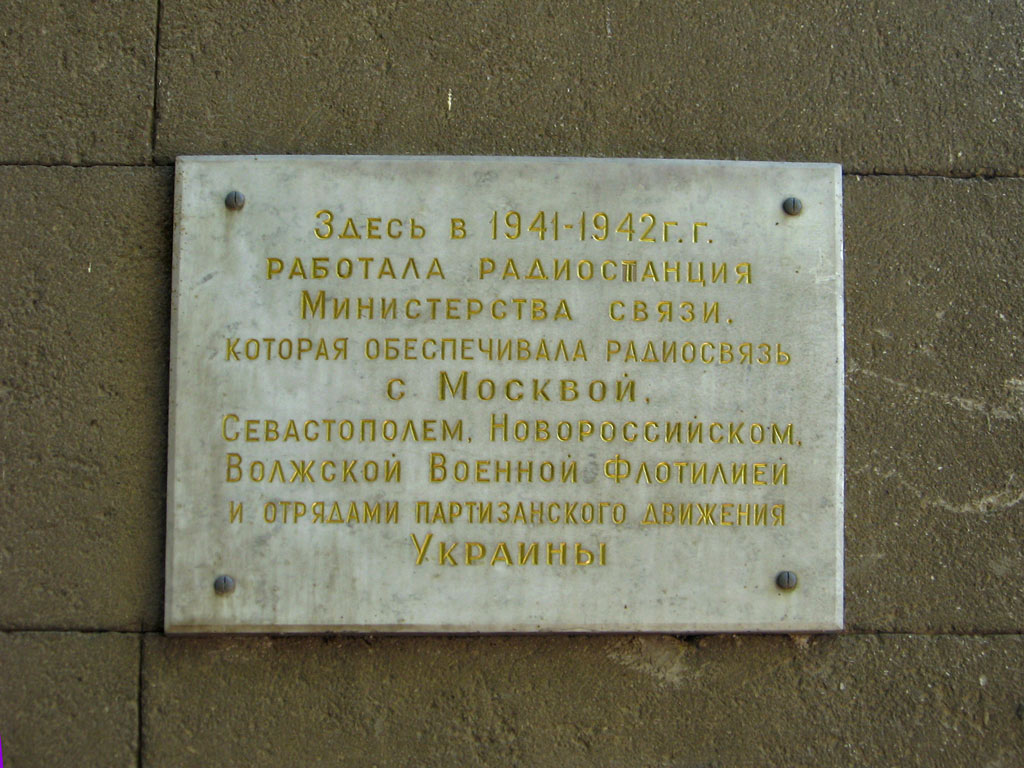 Здесь в 1941-1942г.г.
работала радиостанция
Министерства связи,
которая обеспечивала радиосвязь
с Москвой,
Севастополем, Новороссийском,
Волжской Военной Флотилией
и отрядами партизанского движения
Украины